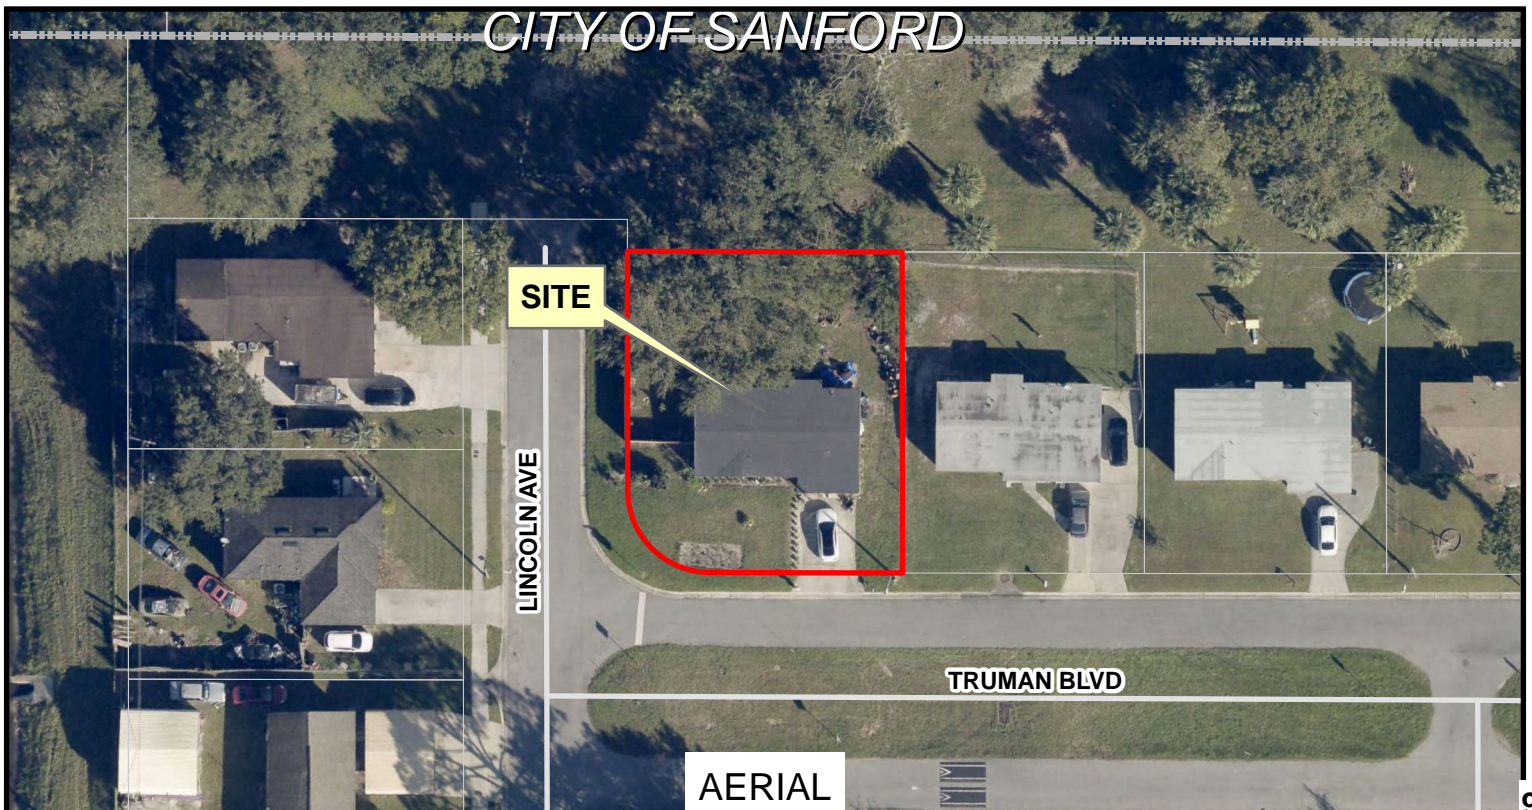 CITY OF SANFORD
SITE
LINCOLN AVE
TRUMAN BLVD
AERIAL